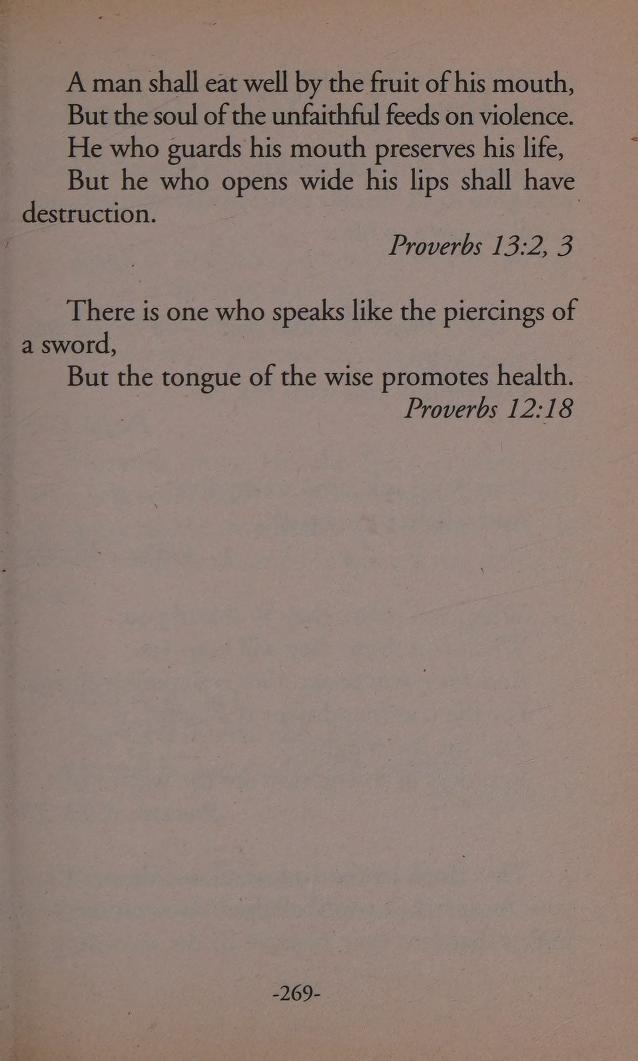 A man shall eat well by the fruit of his mouth,
But the soul of the unfaithful feeds on violence.
He who guards his mouth preserves his life,
But he who opens wide his lips shall have
destruction.
Proverbs 13:2, 3
There is one who speaks like the piercings of
a sword,
But the tongue of the wise promotes health.
Proverbs 12:18
-269-